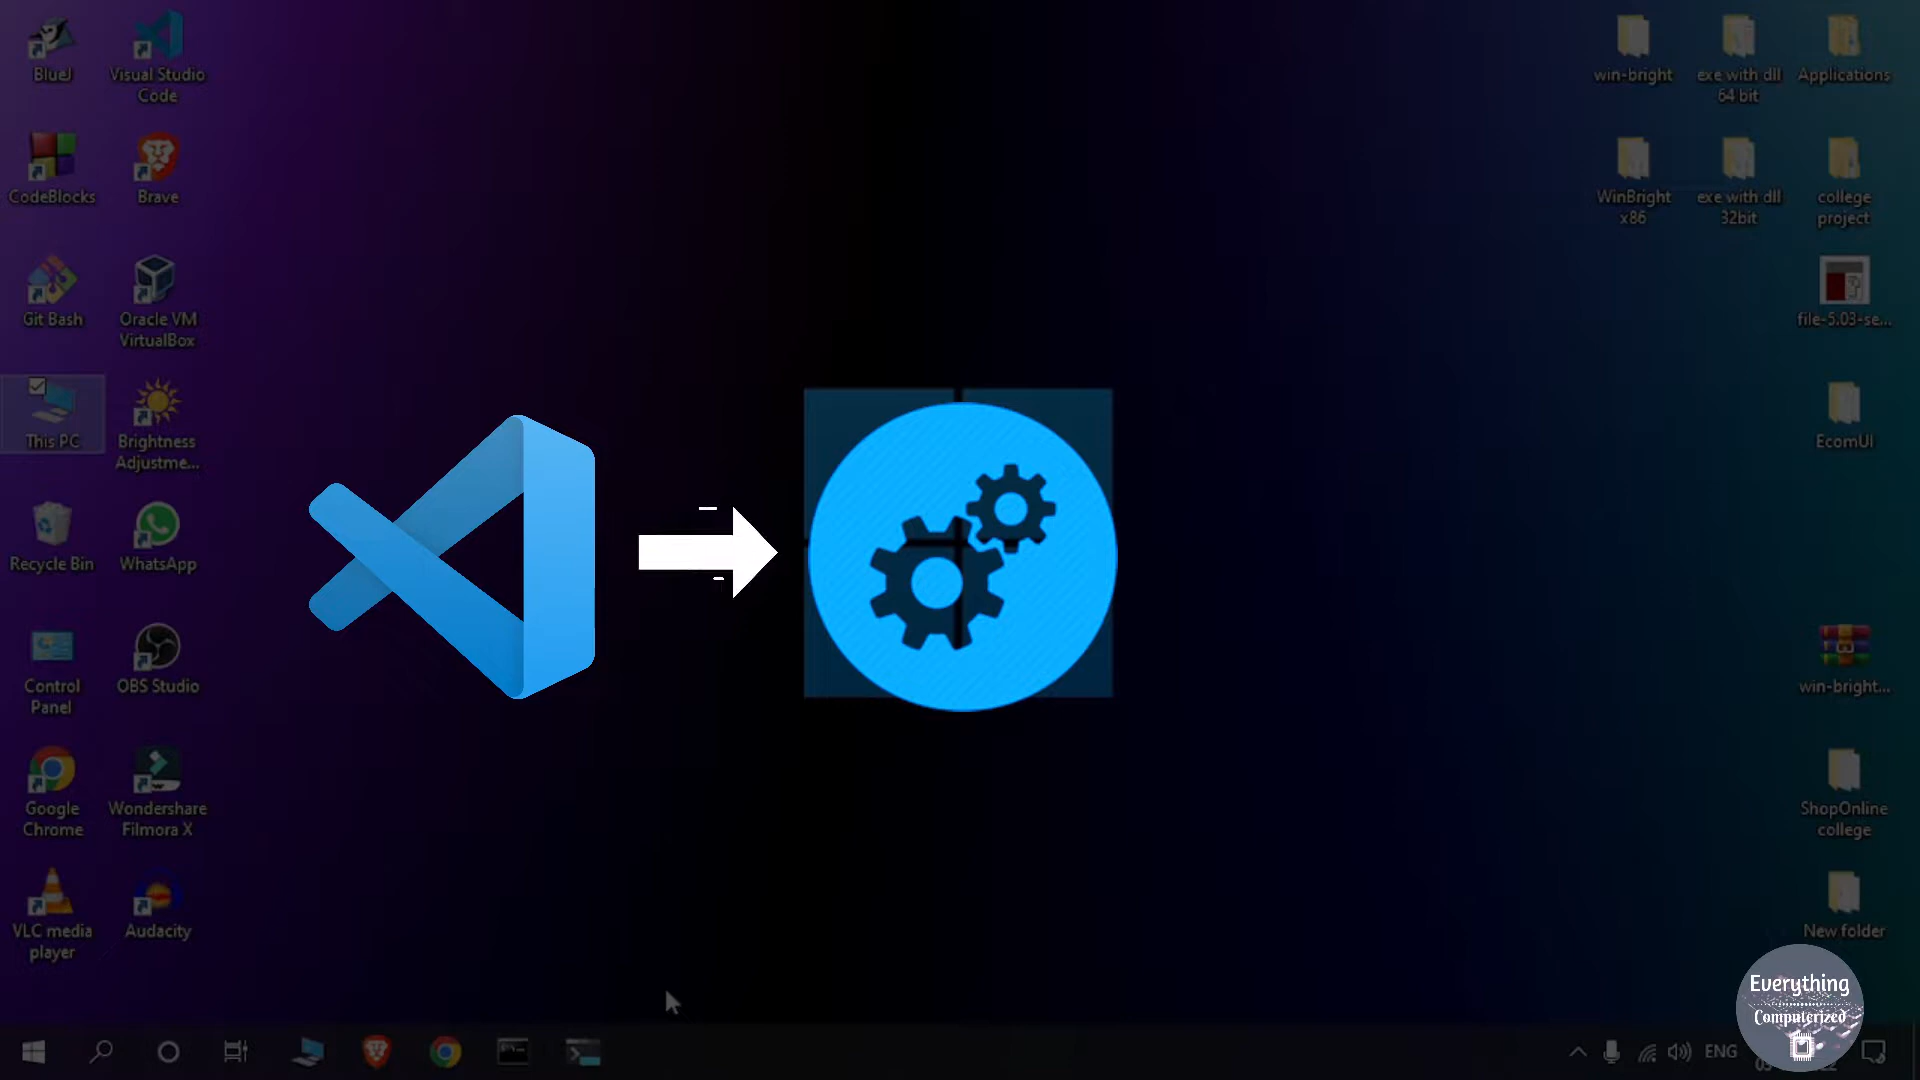 BlueJ
Visual Studio
Code
CodeBlocks
Brave
Git Bash
Oracle VM
VirtualBox
This PC
Brightness
Adjustme...
Recycle Bin
WhatsApp
Control
Panel
OBS Studio
Google
Chrome
Wondershare
Filmora X
VLC media
player
Audacity
win-bright
exe with dll
64 bit
Applications
WinBright
x86
exe with dll
32bit
college
project
file-5.03-se...
EcomUI
win-bright...
ShopOnline
college
New folder
Everything
Computerized
ENG